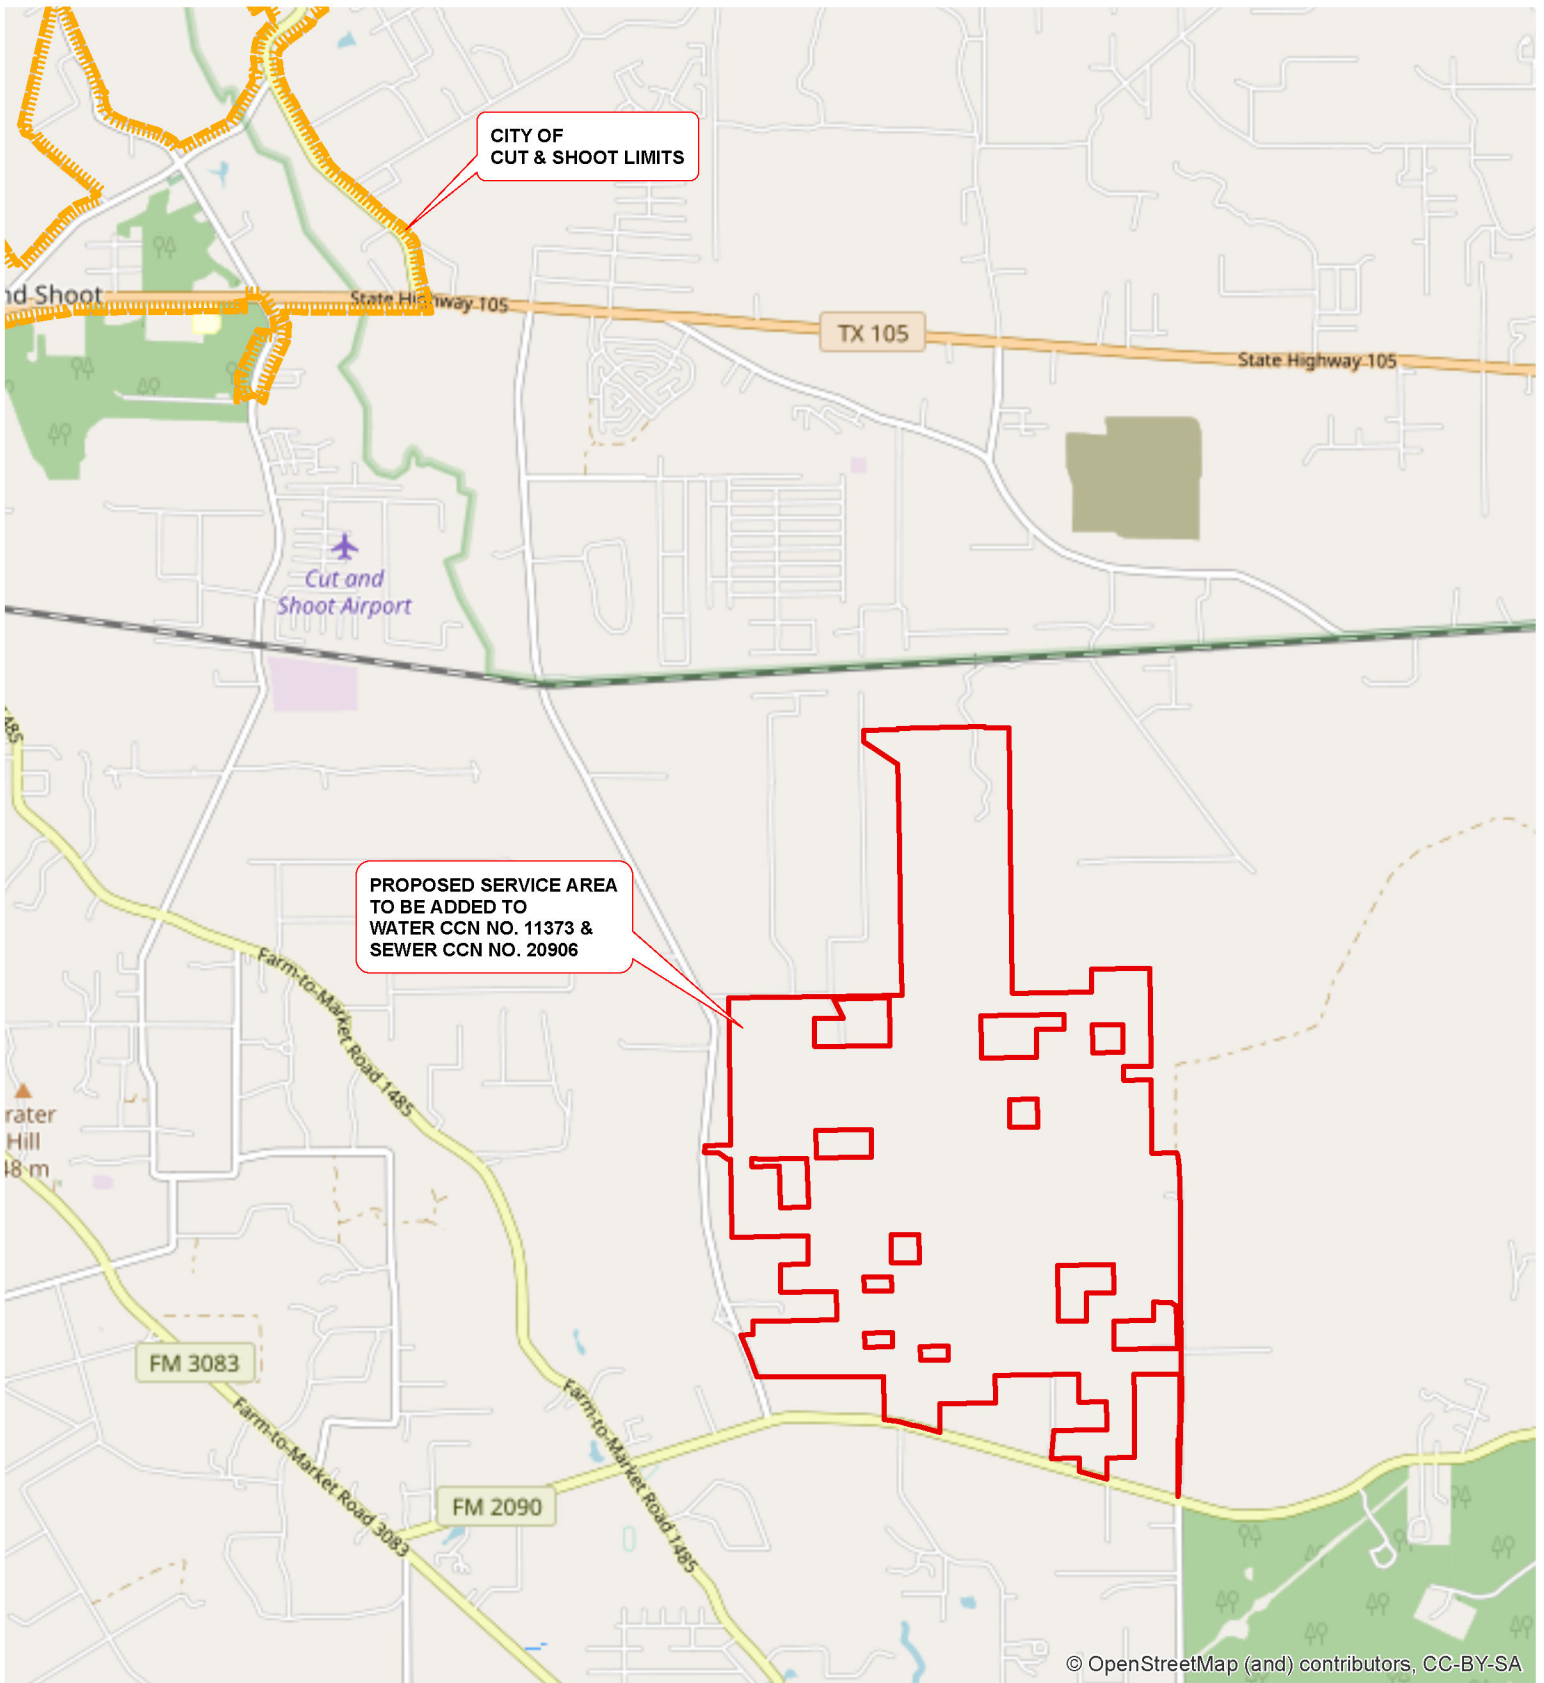 CITY OF
CUT & SHOOT LIMITS
nd Shoot
State Highway 105
TX 105
State Highway 105
Cut and
Shoot Airport
485
PROPOSED SERVICE AREA
TO BE ADDED TO
WATER CCN NO. 11373 &
SEWER CCN NO. 20906
Farm-to-Market Road 1485
rater
Hill
48 m
FM 3083
Farm-to-Market Road 3083
Farm-to-Market Road 1485
FM 2090
© OpenStreetMap (and) contributors, CC-BY-SA